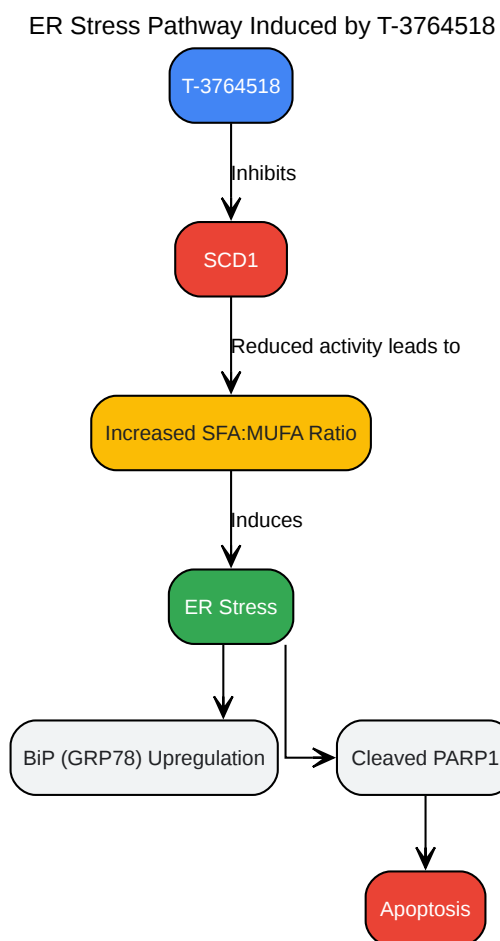 ER Stress Pathway Induced by T-3764518
T-3764518
Inhibits
SCD1
Reduced activity leads to
Increased SFA:MUFA Ratio
Induces
ER Stress
BiP (GRP78) Upregulation
Cleaved PARP1
Apoptosis